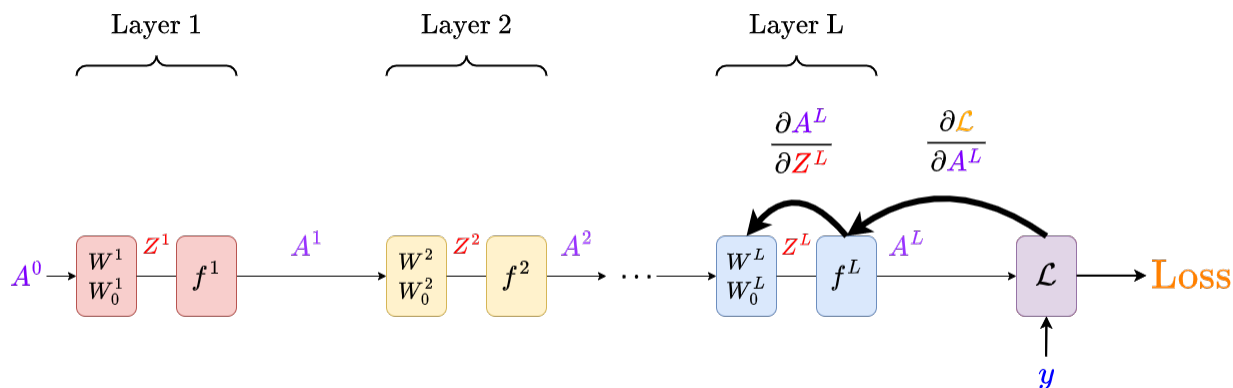 Layer 1 Layer 2 Layer L
∂A^L/∂Z^L ∂ℒ/∂A^L
A^0 W^1 W_0^1 Z^1 f^1 A^1 W^2 W_0^2 Z^2 f^2 A^2 ··· W^L W_0^L Z^L f^L A^L ℒ Loss
y